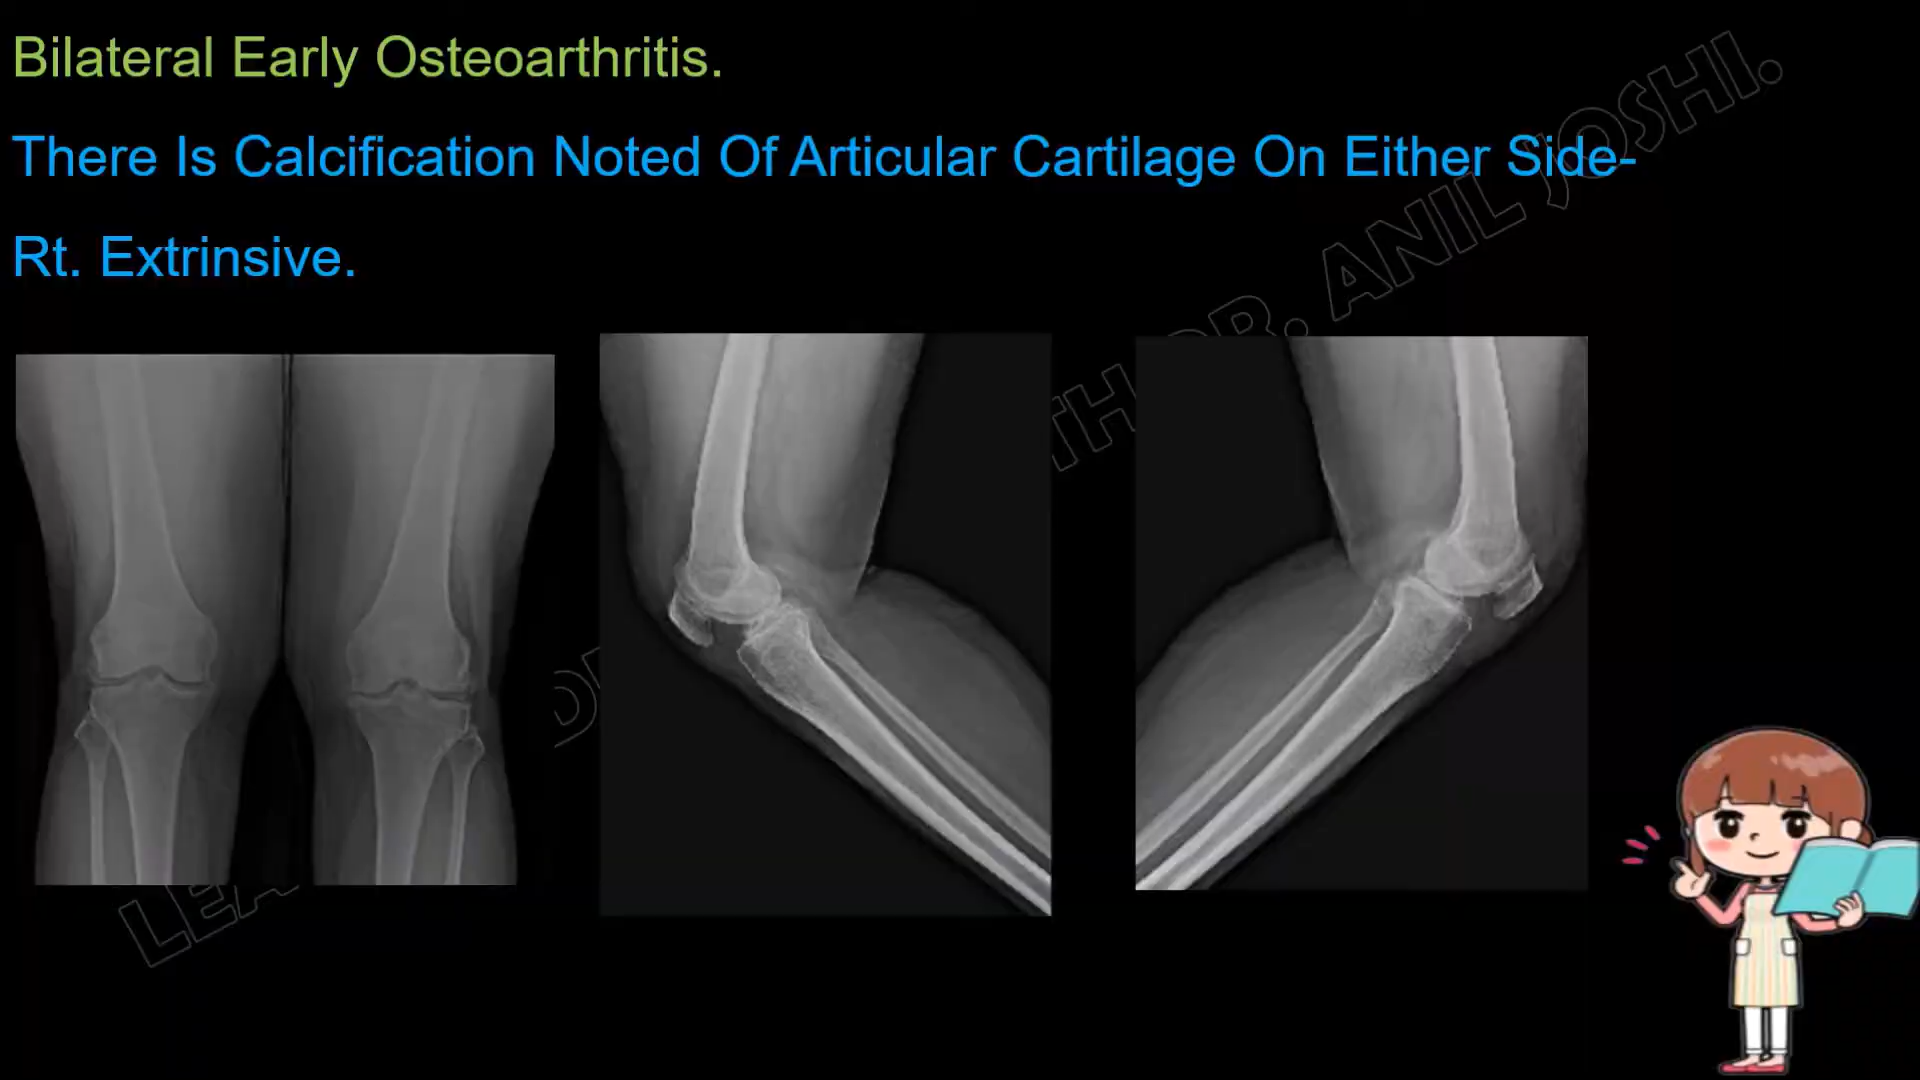 Bilateral Early Osteoarthritis.
There Is Calcification Noted Of Articular Cartilage On Either Side-
Rt. Extrinsive.
DR. ANIL JOSHI.